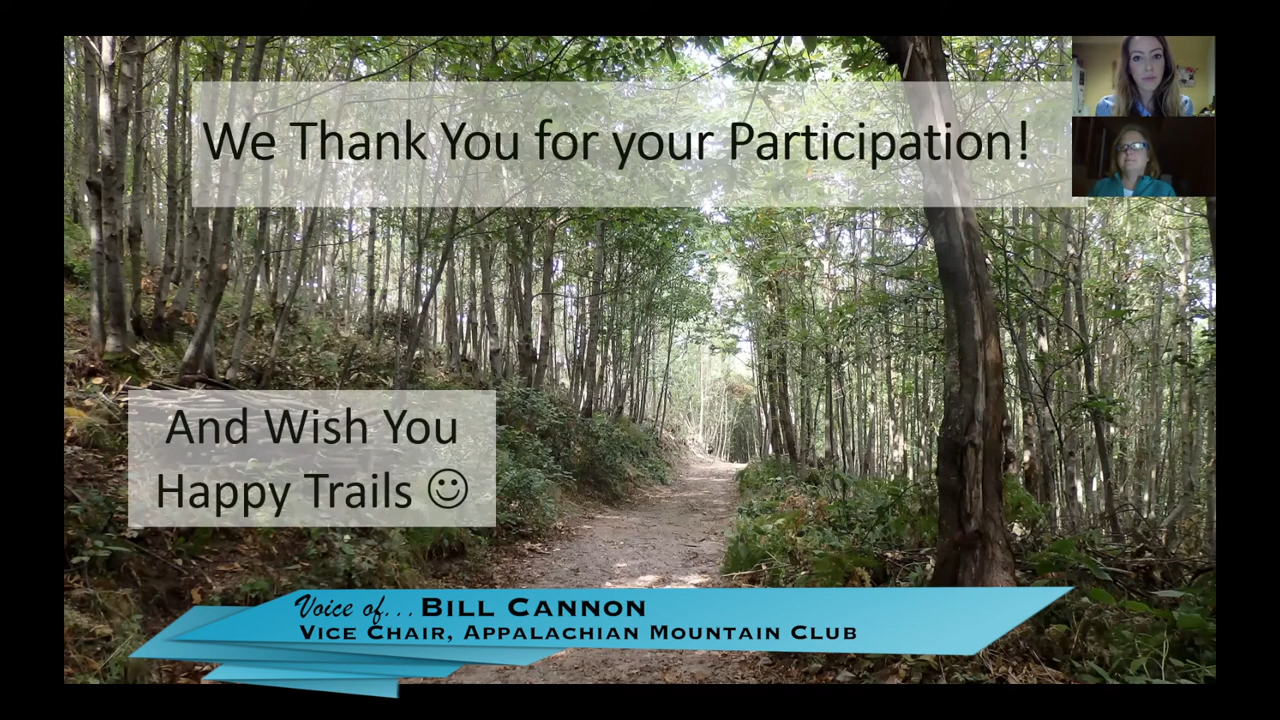 We Thank You for your Participation!
And Wish You
Happy Trails ☺
Voice of... BILL CANNON
VICE CHAIR, APPALACHIAN MOUNTAIN CLUB